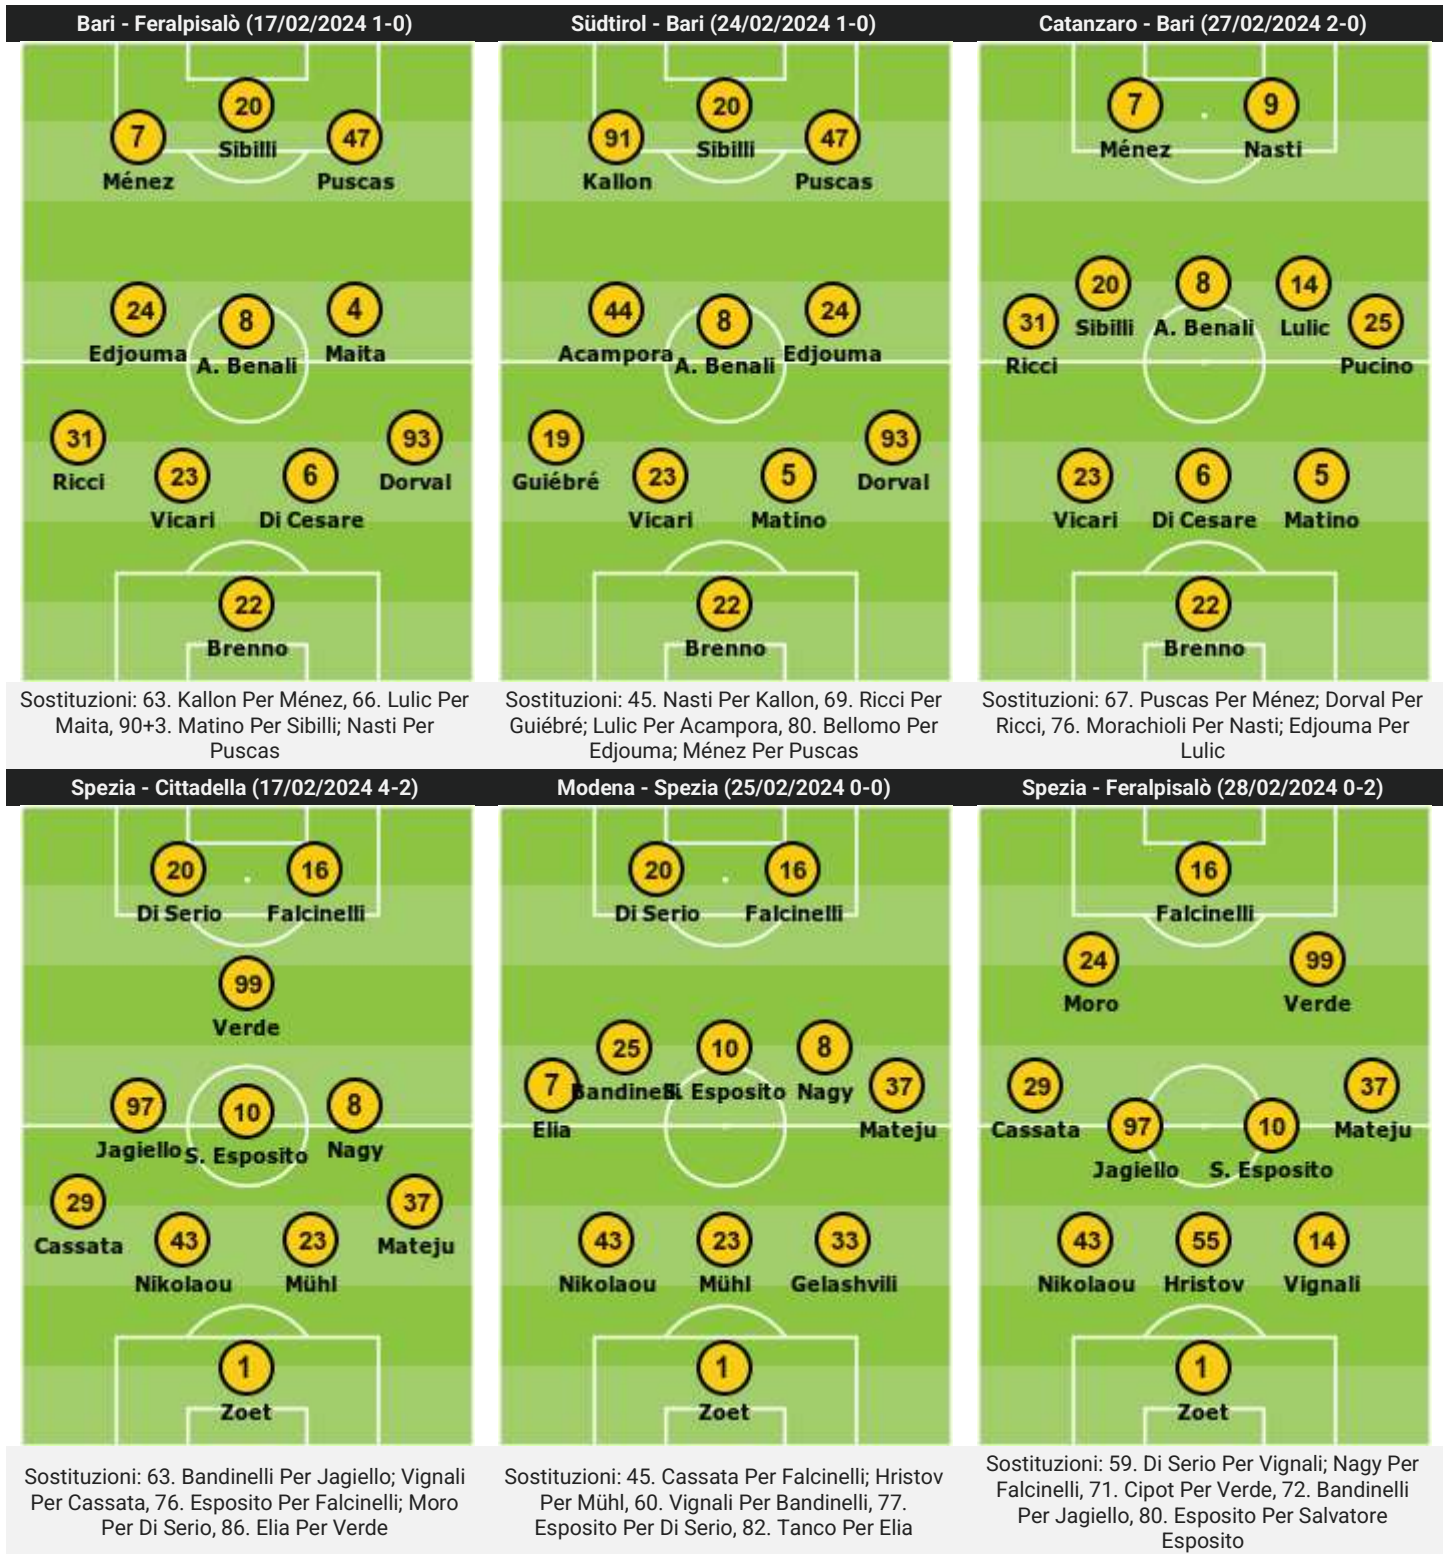 Bari - Feralpisalò (17/02/2024 1-0)
20
Sibilli
7
Ménez
47
Puscas
24
Edjouma
8
A. Benali
4
Maita
31
Ricci
93
Dorval
23
Vicari
6
Di Cesare
22
Brenno
Sostituzioni: 63. Kallon Per Ménez, 66. Lulic Per
Maita, 90+3. Matino Per Sibilli; Nasti Per
Puscas
Südtirol - Bari (24/02/2024 1-0)
20
Sibilli
91
Kallon
47
Puscas
44
Acampora
8
A. Benali
24
Edjouma
19
Guiébré
93
Dorval
23
Vicari
5
Matino
22
Brenno
Sostituzioni: 45. Nasti Per Kallon, 69. Ricci Per
Guiébré; Lulic Per Acampora, 80. Bellomo Per
Edjouma; Ménez Per Puscas
Catanzaro - Bari (27/02/2024 2-0)
7
Ménez
9
Nasti
20
Sibilli
8
A. Benali
14
Lulic
31
Ricci
25
Pucino
23
Vicari
6
Di Cesare
5
Matino
22
Brenno
Sostituzioni: 67. Puscas Per Ménez; Dorval Per
Ricci, 76. Morachioli Per Nasti; Edjouma Per
Lulic
Spezia - Cittadella (17/02/2024 4-2)
20
Di Serio
16
Falcinelli
99
Verde
97
Jagiello
10
S. Esposito
8
Nagy
29
Cassata
37
Mateju
43
Nikolaou
23
Mühl
1
Zoet
Sostituzioni: 63. Bandinelli Per Jagiello; Vignali
Per Cassata, 76. Esposito Per Falcinelli; Moro
Per Di Serio, 86. Elia Per Verde
Modena - Spezia (25/02/2024 0-0)
20
Di Serio
16
Falcinelli
25
Bandinelli
10
S. Esposito
8
Nagy
7
Elia
37
Mateju
43
Nikolaou
23
Mühl
33
Gelashvili
1
Zoet
Sostituzioni: 45. Cassata Per Falcinelli; Hristov
Per Mühl, 60. Vignali Per Bandinelli, 77.
Esposito Per Di Serio, 82. Tanco Per Elia
Spezia - Feralpisalò (28/02/2024 0-2)
16
Falcinelli
24
Moro
99
Verde
29
Cassata
37
Mateju
97
Jagiello
10
S. Esposito
43
Nikolaou
55
Hristov
14
Vignali
1
Zoet
Sostituzioni: 59. Di Serio Per Vignali; Nagy Per
Falcinelli, 71. Cipot Per Verde, 72. Bandinelli
Per Jagiello, 80. Esposito Per Salvatore
Esposito